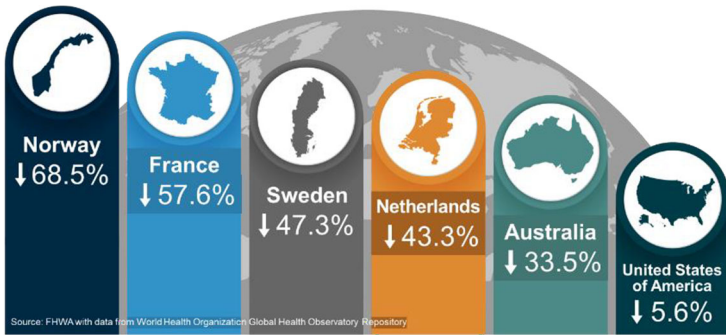 Norway
↓68.5%
France
↓57.6%
Sweden
↓47.3%
Netherlands
↓43.3%
Australia
↓33.5%
United States
of America
↓5.6%
Source: FHWA with data from World Health Organization Global Health Observatory Repository